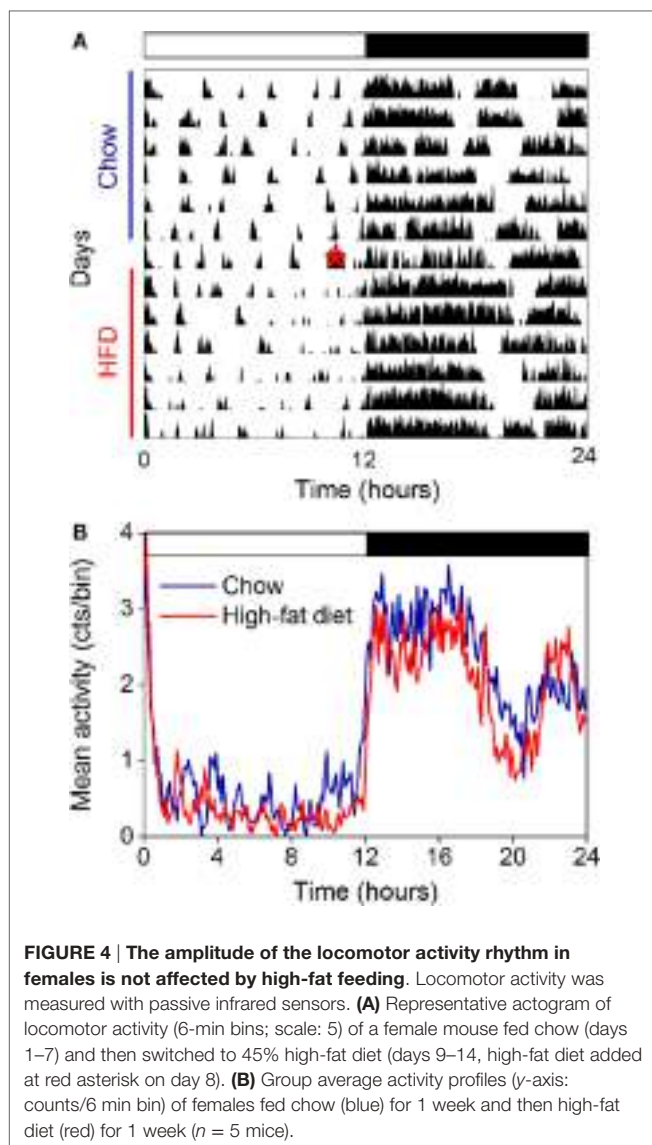 A
Chow
HFD
Days
0
12
24
Time (hours)
B
4
3
2
1
0
Chow
High-fat diet
Mean activity (cts/bin)
0
4
8
12
16
20
24
Time (hours)
FIGURE 4 | The amplitude of the locomotor activity rhythm in
females is not affected by high-fat feeding. Locomotor activity was
measured with passive infrared sensors. (A) Representative actogram of
locomotor activity (6-min bins; scale: 5) of a female mouse fed chow (days
1–7) and then switched to 45% high-fat diet (days 9–14, high-fat diet added
at red asterisk on day 8). (B) Group average activity profiles (y-axis:
counts/6 min bin) of females fed chow (blue) for 1 week and then high-fat
diet (red) for 1 week (n = 5 mice).